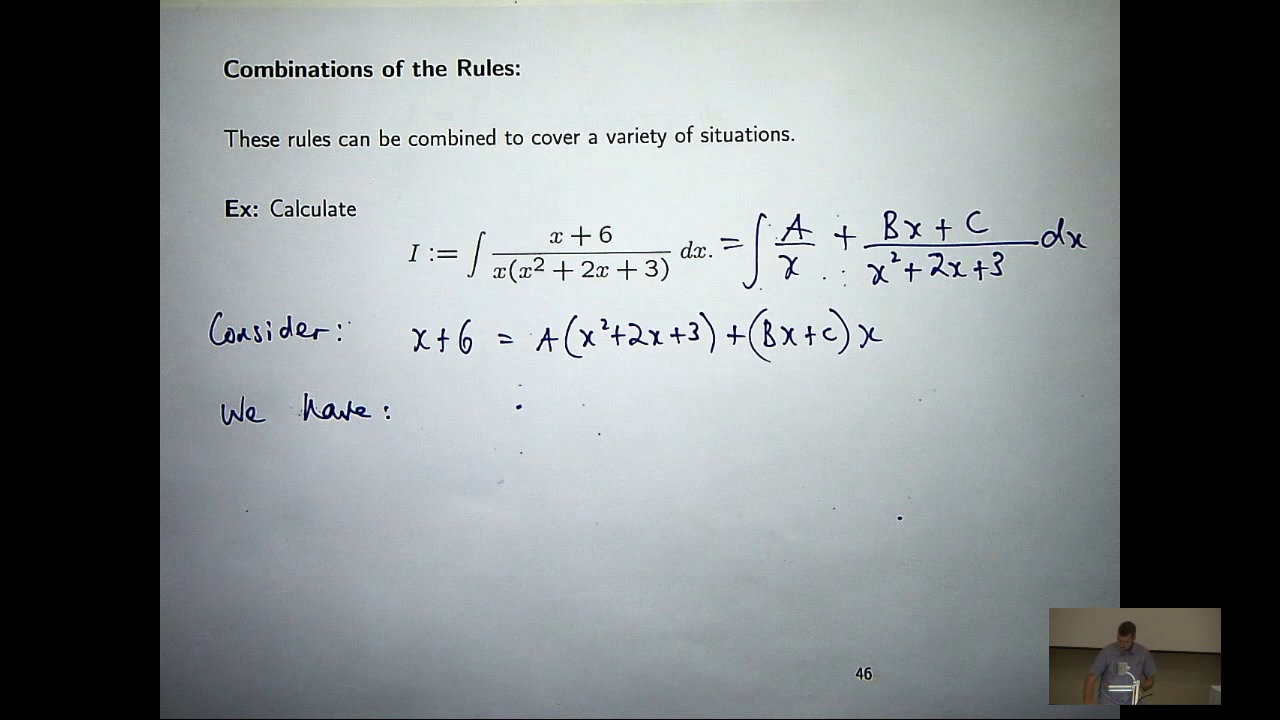 Combinations of the Rules:
These rules can be combined to cover a variety of situations.
Ex: Calculate
I := ∫ x + 6 / x(x² + 2x + 3) dx. = ∫ A / x + Bx + C / x² + 2x + 3 dx
Consider: x + 6 = A(x² + 2x + 3) + (Bx + C) x
We have:
46